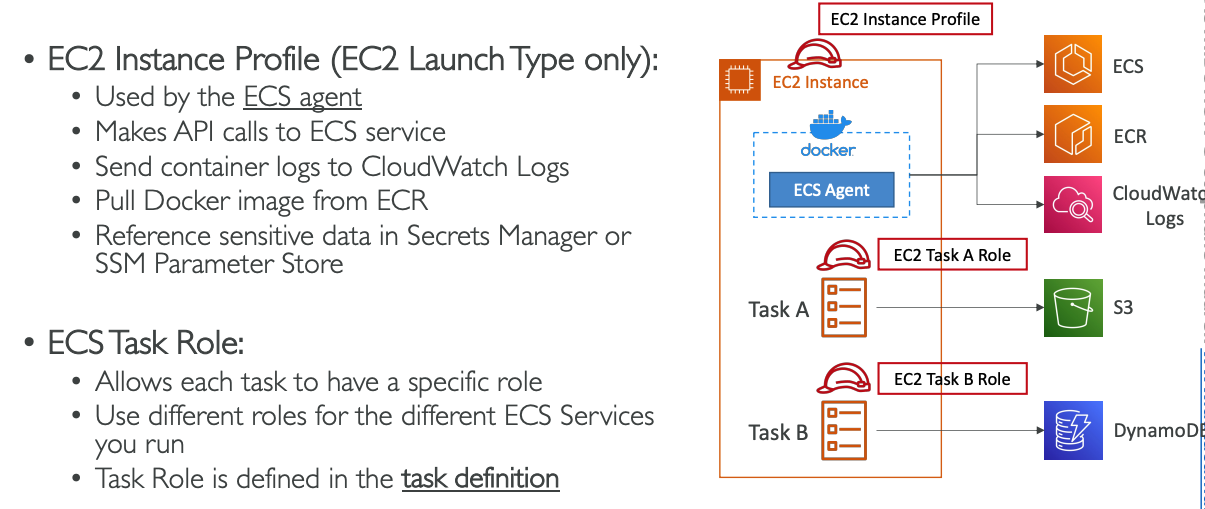 • EC2 Instance Profile (EC2 Launch Type only):
• Used by the ECS agent
• Makes API calls to ECS service
• Send container logs to CloudWatch Logs
• Pull Docker image from ECR
• Reference sensitive data in Secrets Manager or
SSM Parameter Store
• ECS Task Role:
• Allows each task to have a specific role
• Use different roles for the different ECS Services
you run
• Task Role is defined in the task definition
EC2 Instance Profile
EC2 Instance
docker
ECS Agent
ECS
ECR
CloudWatc
Logs
EC2 Task A Role
Task A
S3
EC2 Task B Role
Task B
DynamoD